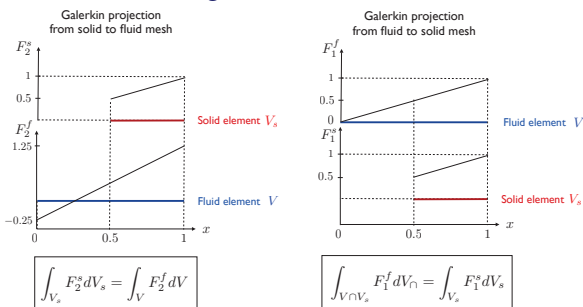 Galerkin projection
from solid to fluid mesh
F_2^s
1
0.5
Solid element V_s
F_2^f
1.25
Fluid element V
−0.25
0
0.5
1
x
∫_{V_s} F_2^s dV_s = ∫_V F_2^f dV
Galerkin projection
from fluid to solid mesh
F_1^f
1
0.5
0
Fluid element V
F_1^s
1
0.5
Solid element V_s
0
0.5
1
x
∫_{V∩V_s} F_1^f dV_∩ = ∫_{V_s} F_1^s dV_s